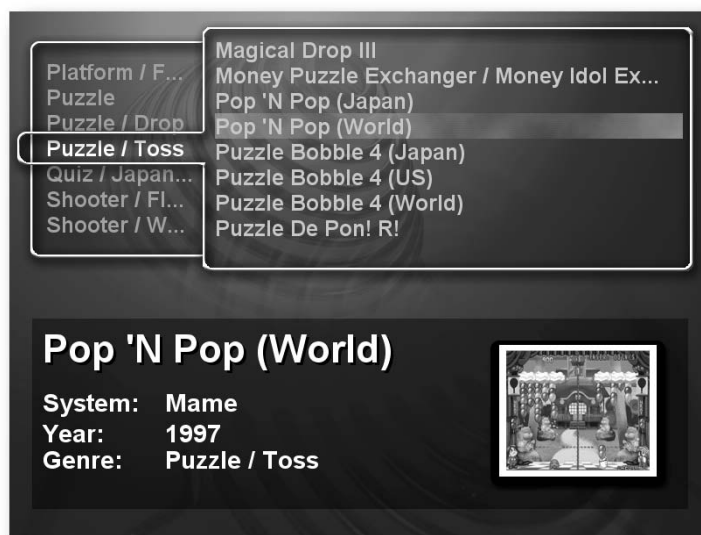 Platform / F...
Puzzle
Puzzle / Drop
Puzzle / Toss
Quiz / Japan...
Shooter / Fl...
Shooter / W...
Magical Drop III
Money Puzzle Exchanger / Money Idol Ex...
Pop 'N Pop (Japan)
Pop 'N Pop (World)
Puzzle Bobble 4 (Japan)
Puzzle Bobble 4 (US)
Puzzle Bobble 4 (World)
Puzzle De Pon! R!
Pop 'N Pop (World)
System: Mame
Year: 1997
Genre: Puzzle / Toss